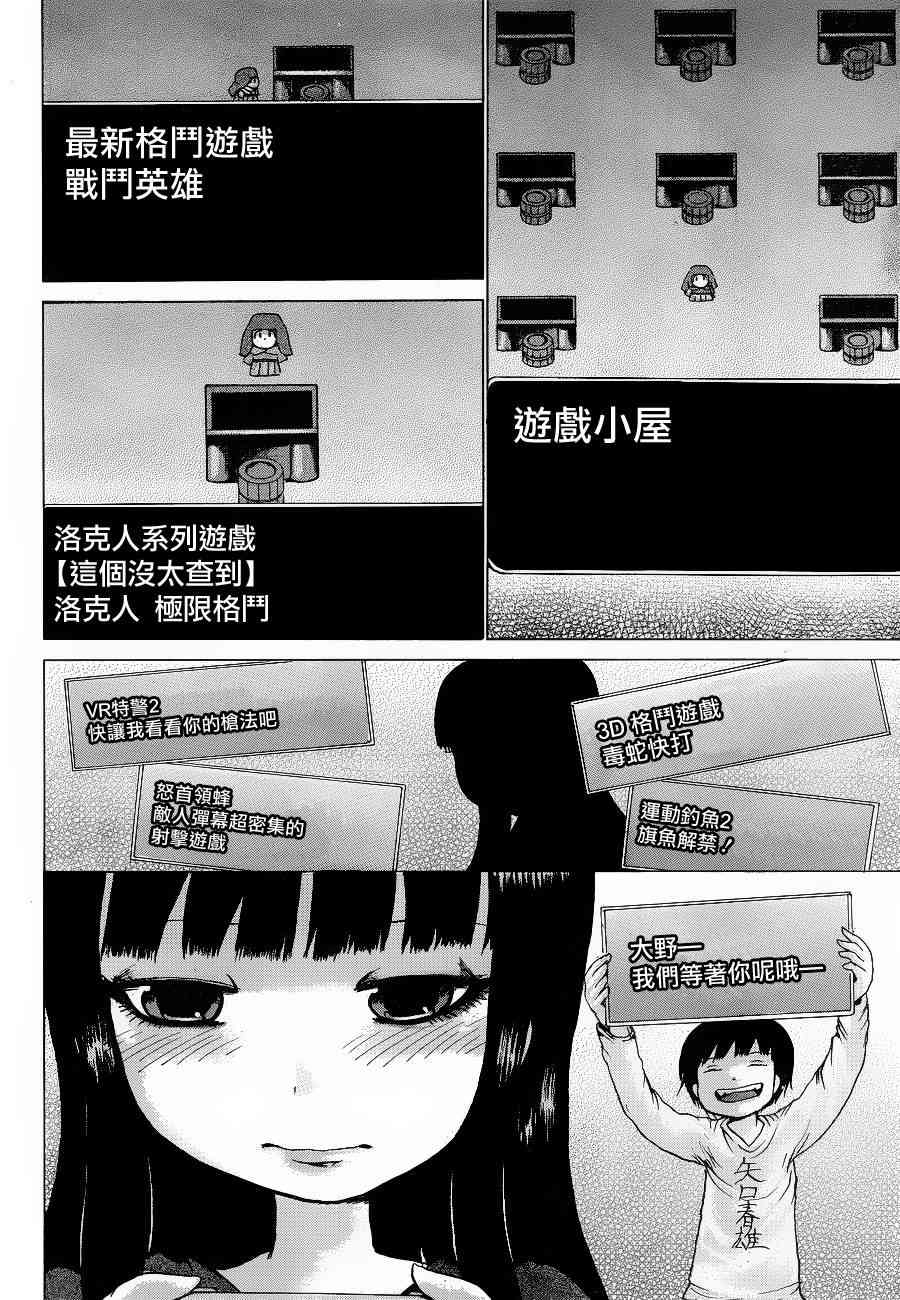 遊戲小屋
最新格鬥遊戲
戰鬥英雄
洛克人系列遊戲
【這個沒太查到】
洛克人 極限格鬥
3D 格鬥遊戲
毒蛇快打
運動釣魚2
旗魚解禁！
VR特警2
快讓我看看你的槍法吧
怒首領蜂
敵人彈幕超密集的
射擊遊戲
大野—
我們等著你呢哦—
矢口春雄